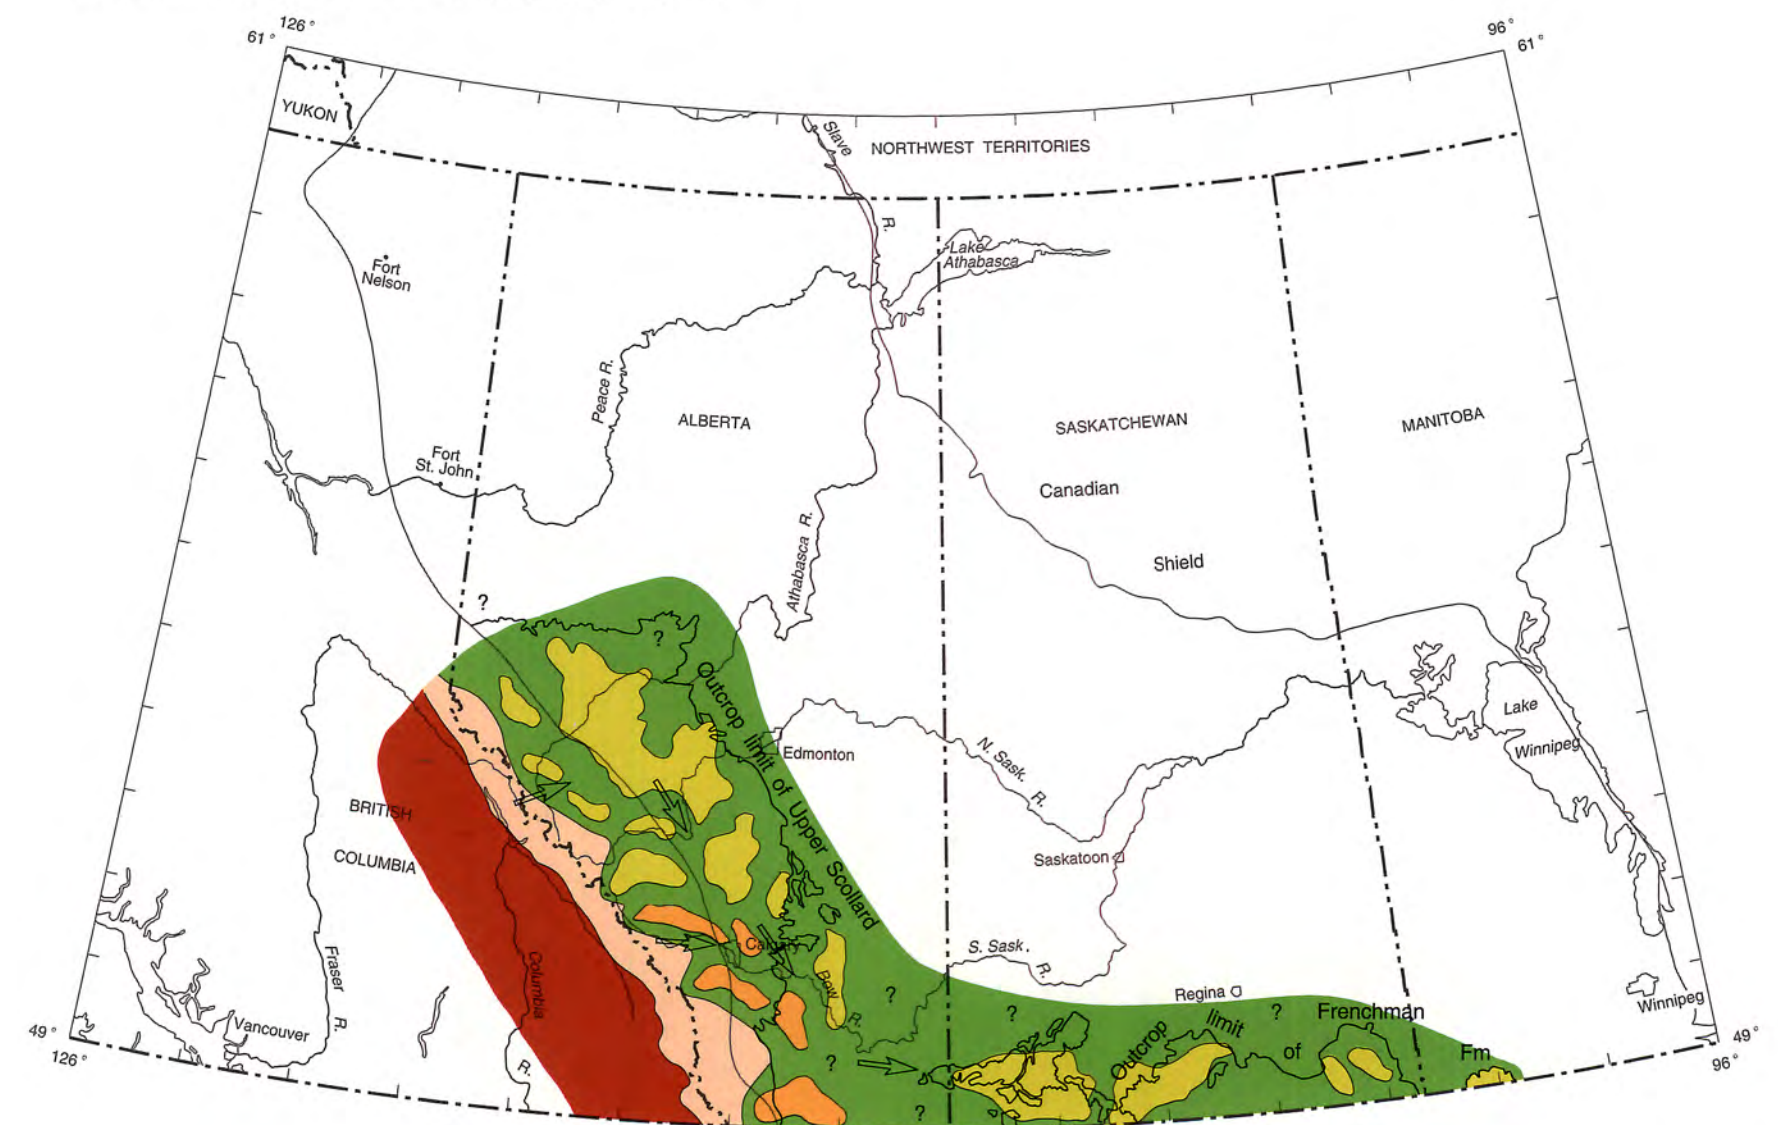 126°
96°
61°
61°
YUKON
Slave
R.
NORTHWEST TERRITORIES
Lake
Athabasca
Fort
Nelson
Peace R.
ALBERTA
SASKATCHEWAN
MANITOBA
Fort
St. John
Canadian
Athabasca R.
Shield
?
?
Outcrop limit of Upper Scollard
Lake
Winnipeg
Edmonton
N. Sask.
R.
BRITISH
COLUMBIA
Saskatoon
Calgary
S. Sask.
R.
Fraser
R.
Columbia
R.
Bow
R.
?
?
?
Regina
Outcrop
limit
of
Frenchman
Fm
Winnipeg
Vancouver
?
?
49°
126°
49°
96°